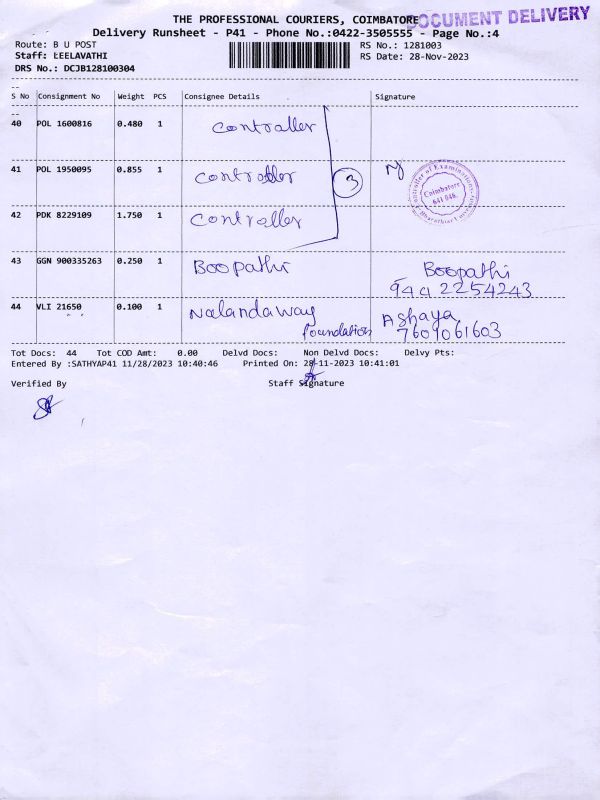 THE PROFESSIONAL COURIERS, COIMBATORE
DOCUMENT DELIVERY
Delivery Runsheet - P41 - Phone No.:0422-3505555 - Page No.:4
Route: B U POST
RS No.: 1281003
Staff: LEELAVATHI
RS Date: 28-Nov-2023
DRS No.: DCJB128100304
S No Consignment No Weight PCS Consignee Details Signature
40 POL 1600816 0.480 1 Controller
41 POL 1950095 0.855 1 Controller
3
Controller of Examinations
Coimbatore
641 046.
Bharathiar University
42 PDK 8229109 1.750 1 Controller
43 GGN 900335263 0.250 1 Boopathi Boopathi
9442254243
44 VLI 21650 0.100 1 Nalandaway Foundation Ashaya
7609061603
Tot Docs: 44 Tot COD Amt: 0.00 Delvd Docs: Non Delvd Docs: Delvy Pts:
Entered By :SATHYAP41 11/28/2023 10:40:46 Printed On: 28-11-2023 10:41:01
Verified By Staff Signature